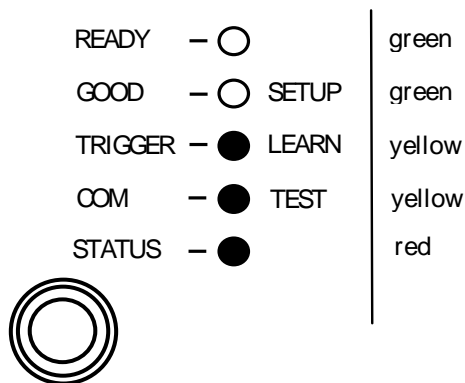 READY green
GOOD SETUP green
TRIGGER LEARN yellow
COM TEST yellow
STATUS red